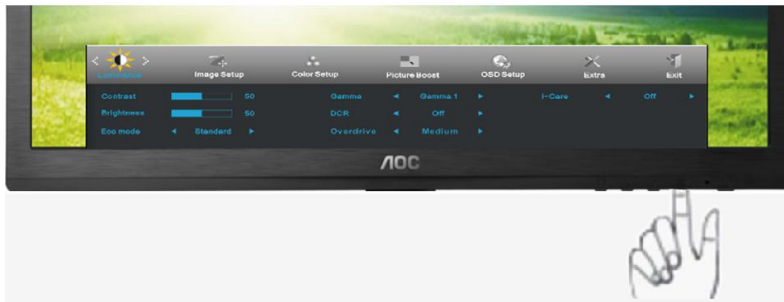 Luminance Image Setup Color Setup Picture Boost OSD Setup Extra Exit
Contrast 50 Gamma Gamma 1 I-Care Off
Brightness 50 DCR Off
Eco mode Standard Overdrive Medium
AOC